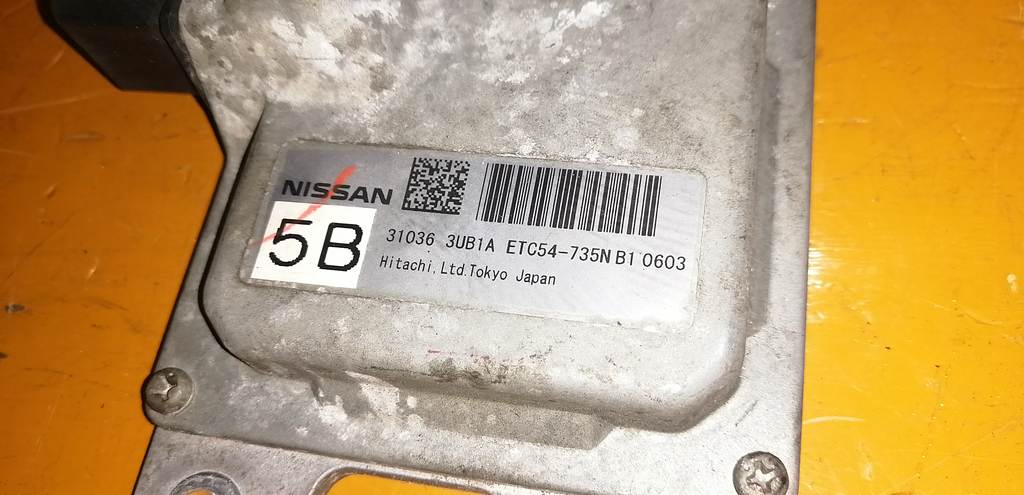 NISSAN
5B
31036 3UB1A ETC54-735N B1 0603
Hitachi, Ltd. Tokyo Japan